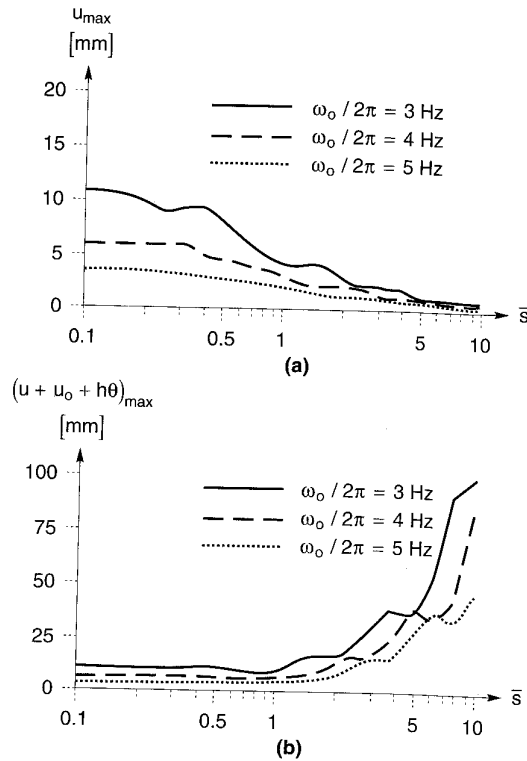 u_max
[mm]
20
15
10
5
0
ω_o / 2π = 3 Hz
ω_o / 2π = 4 Hz
ω_o / 2π = 5 Hz
0.1 0.5 1 5 10 s̅
(a)
(u + u_o + hθ)_max
[mm]
100
75
50
25
0
ω_o / 2π = 3 Hz
ω_o / 2π = 4 Hz
ω_o / 2π = 5 Hz
0.1 0.5 1 5 10 s̅
(b)